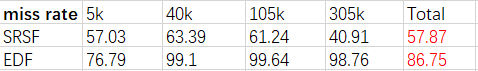 miss rate 5k 40k 105k 305k Total
SRSF 57.03 63.39 61.24 40.91 57.87
EDF 76.79 99.1 99.64 98.76 86.75